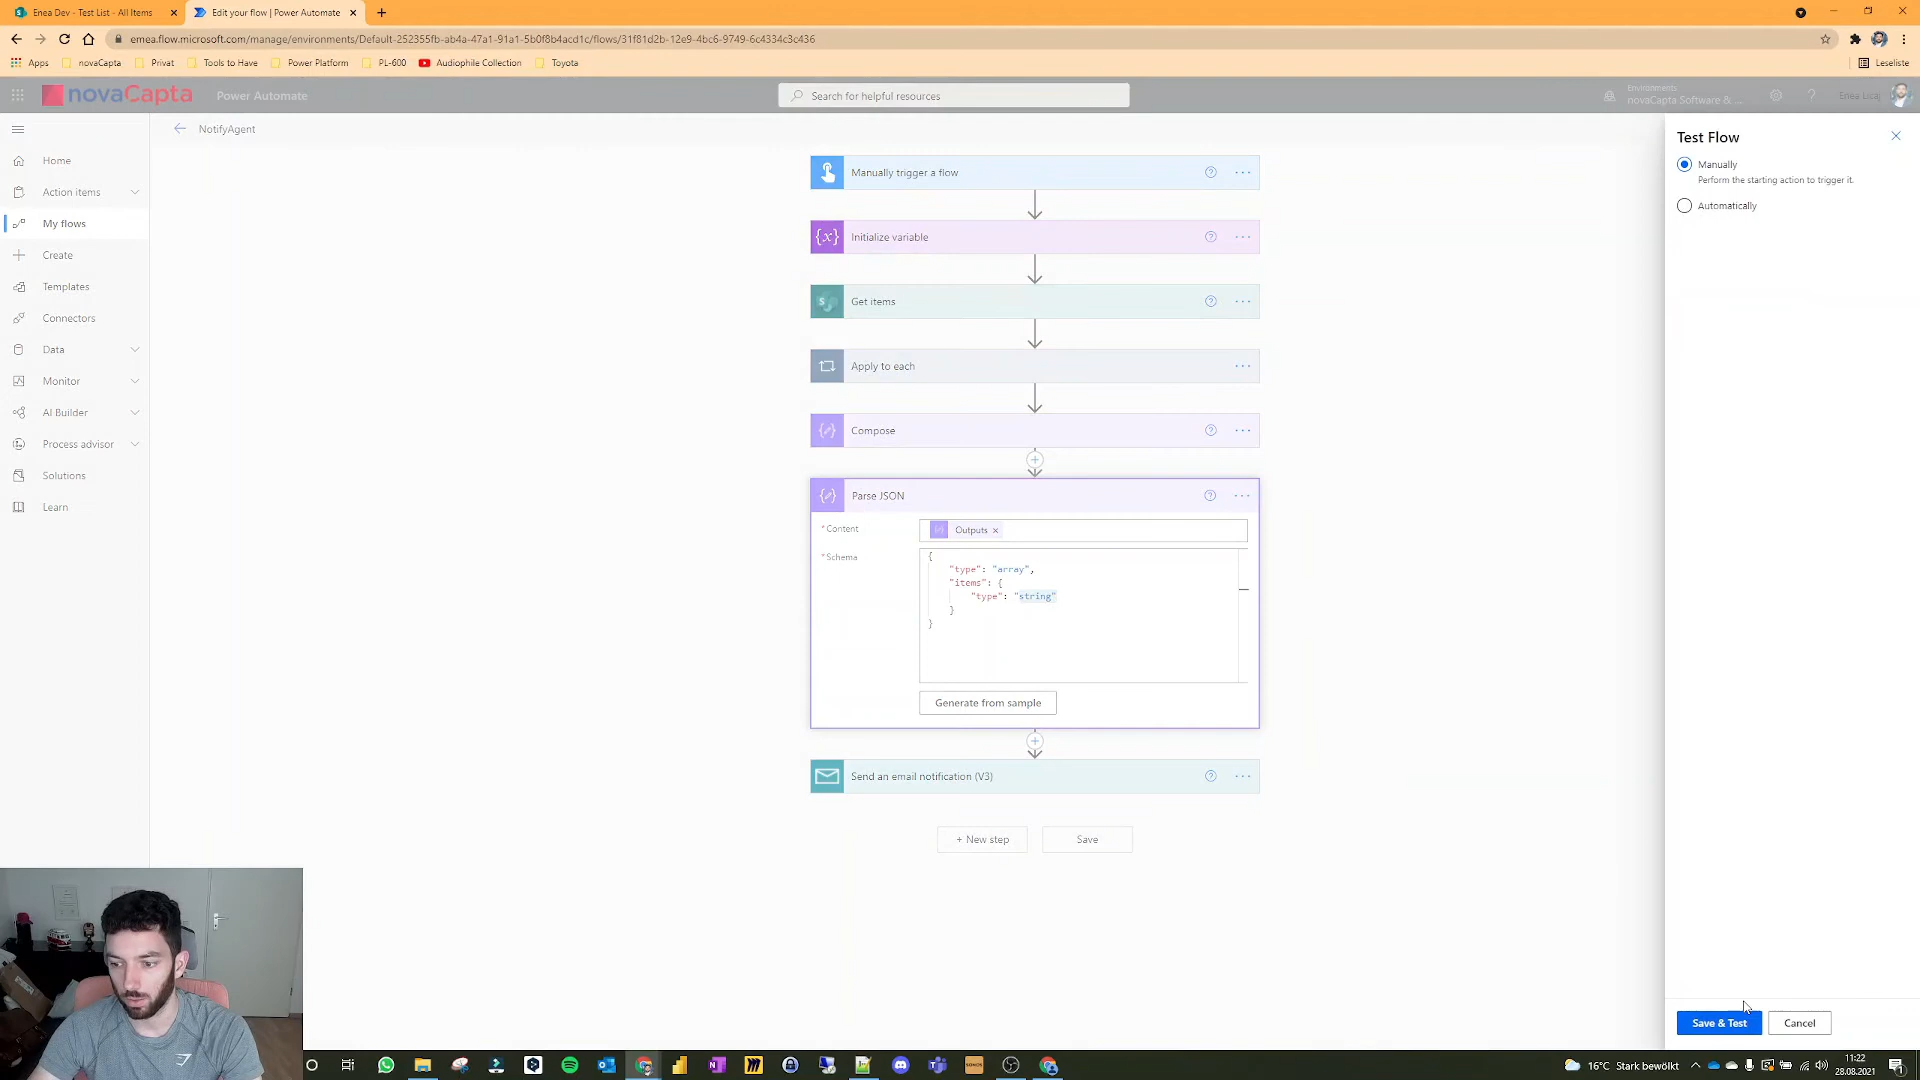 Enea Dev - Test List - All Items
Edit your flow | Power Automate
emea.flow.microsoft.com/manage/environments/Default-252355fb-ab4a-47a1-91a1-5b0f8b4acd1c/flows/31f81d2b-12e9-4bc6-9749-6c4334c3c436
Apps
novaCapta
Privat
Tools to Have
Power Platform
PL-600
Audiophile Collection
Toyota
Leseliste
novaCapta
Power Automate
Search for helpful resources
Environments
novaCapta Software & ...
Enea
NotifyAgent
Home
Action items
My flows
Create
Templates
Connectors
Data
Monitor
AI Builder
Process advisor
Solutions
Learn
Manually trigger a flow
Initialize variable
Get items
Apply to each
Compose
Parse JSON
* Content
Outputs ×
* Schema
{
"type": "array",
"items": {
"type": "string"
}
}
Generate from sample
Send an email notification (V3)
+ New step
Save
Test Flow
Manually
Perform the starting action to trigger it.
Automatically
Save & Test
Cancel
16°C Stark bewölkt
11:22
28.08.2021